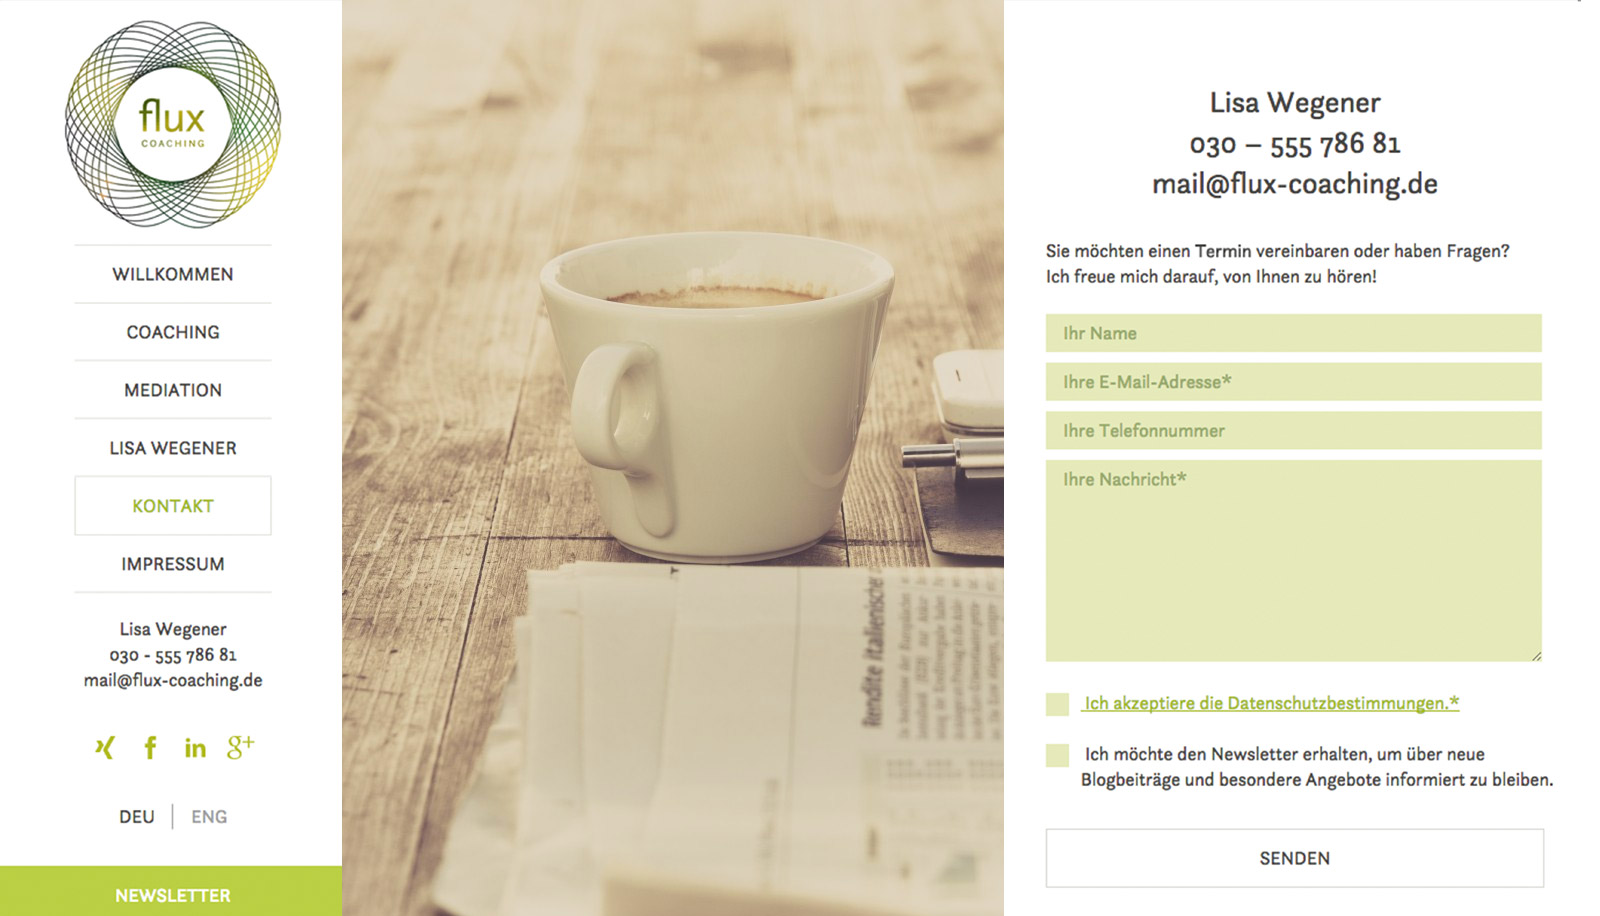 flux
COACHING
WILLKOMMEN
COACHING
MEDIATION
LISA WEGENER
KONTAKT
IMPRESSUM
Lisa Wegener
030 - 555 786 81
mail@flux-coaching.de
g+
DEU | ENG
NEWSLETTER
Rendite italienischer
Lisa Wegener
030 – 555 786 81
mail@flux-coaching.de
Sie möchten einen Termin vereinbaren oder haben Fragen?
Ich freue mich darauf, von Ihnen zu hören!
Ihr Name
Ihre E-Mail-Adresse*
Ihre Telefonnummer
Ihre Nachricht*
Ich akzeptiere die Datenschutzbestimmungen.*
Ich möchte den Newsletter erhalten, um über neue
Blogbeiträge und besondere Angebote informiert zu bleiben.
SENDEN